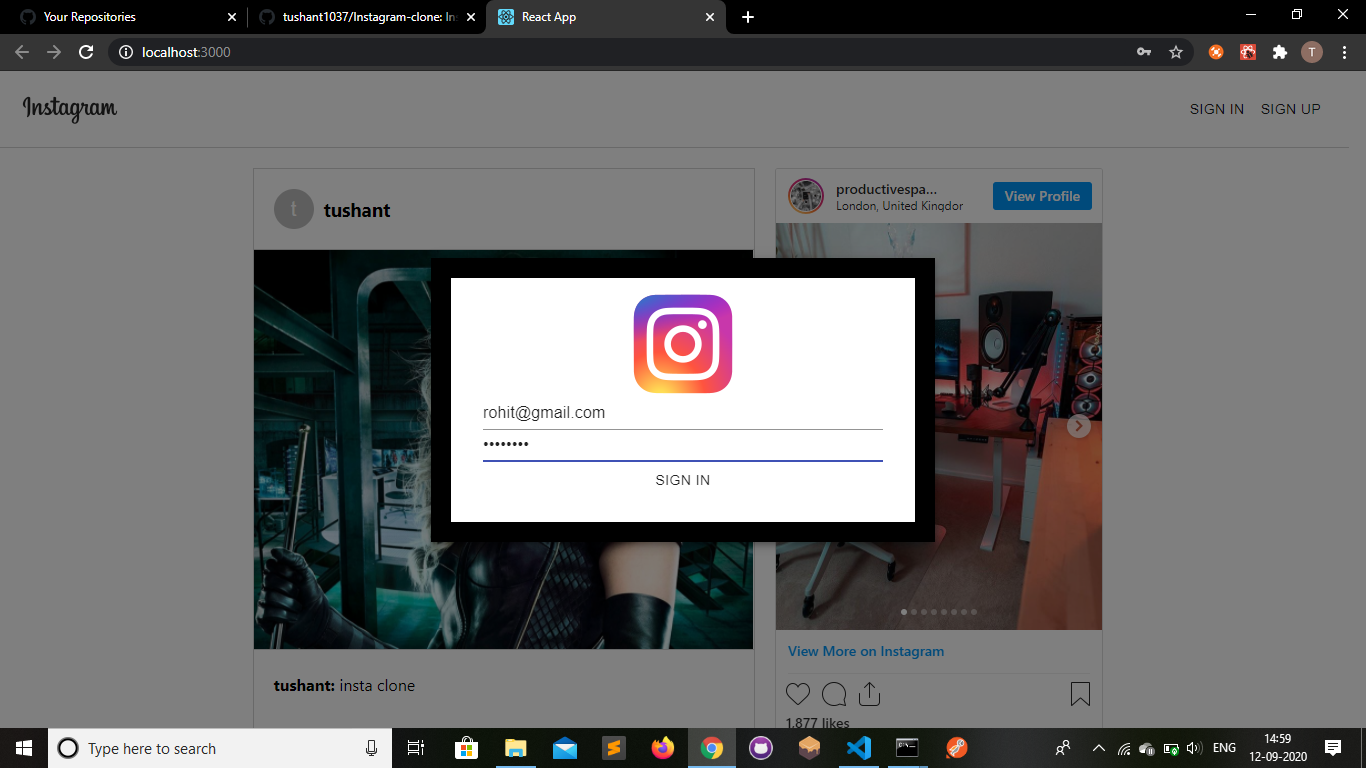 Your Repositories
tushant1037/Instagram-clone: Ins
React App
localhost:3000
T
Instagram
SIGN IN SIGN UP
t
tushant
productivespa...
London, United Kingdom
View Profile
rohit@gmail.com
••••••••
SIGN IN
tushant: insta clone
View More on Instagram
1,877 likes
Type here to search
ENG
14:59
12-09-2020